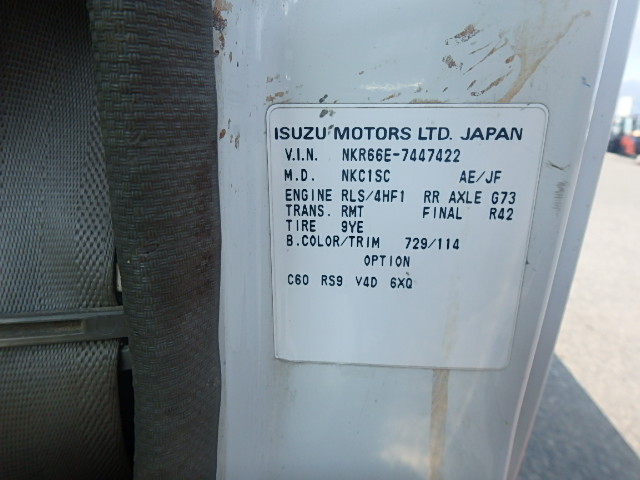 ISUZU MOTORS LTD. JAPAN
V.I.N. NKR66E-7447422
M.D. NKC1SC AE/JF
ENGINE RLS/4HF1 RR AXLE G73
TRANS. RMT FINAL R42
TIRE 9YE
B.COLOR/TRIM 729/114
OPTION
C60 RS9 V4D 6XQ